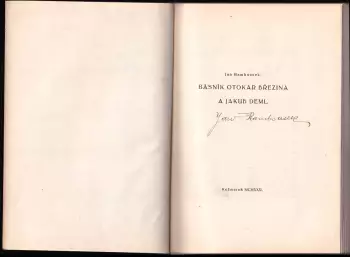 Jan Rambousek.
BÁSNÍK OTOKAR BŘEZINA
A JAKUB DEML.
Jan Rambousek